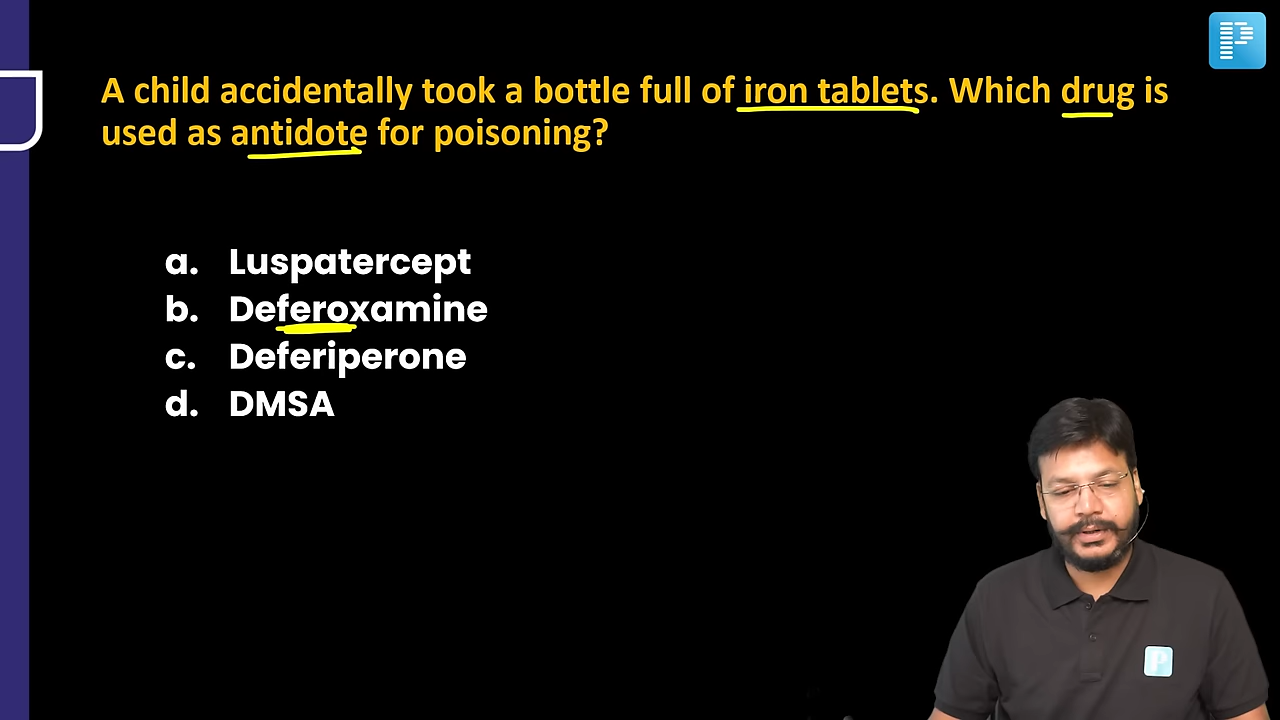 A child accidentally took a bottle full of iron tablets. Which drug is
used as antidote for poisoning?
a. Luspatercept
b. Deferoxamine
c. Deferiperone
d. DMSA